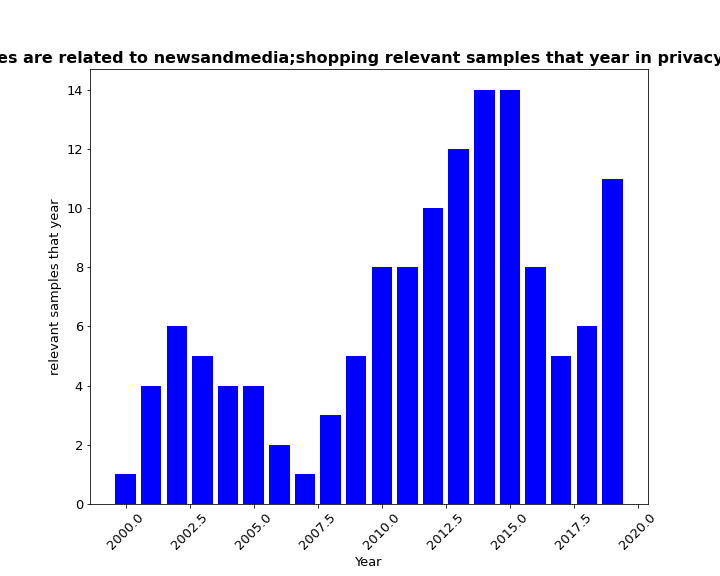 es are related to newsandmedia;shopping relevant samples that year in privacy
14
12
10
8
6
4
2
0
relevant samples that year
2000.0 2002.5 2005.0 2007.5 2010.0 2012.5 2015.0 2017.5 2020.0
Year